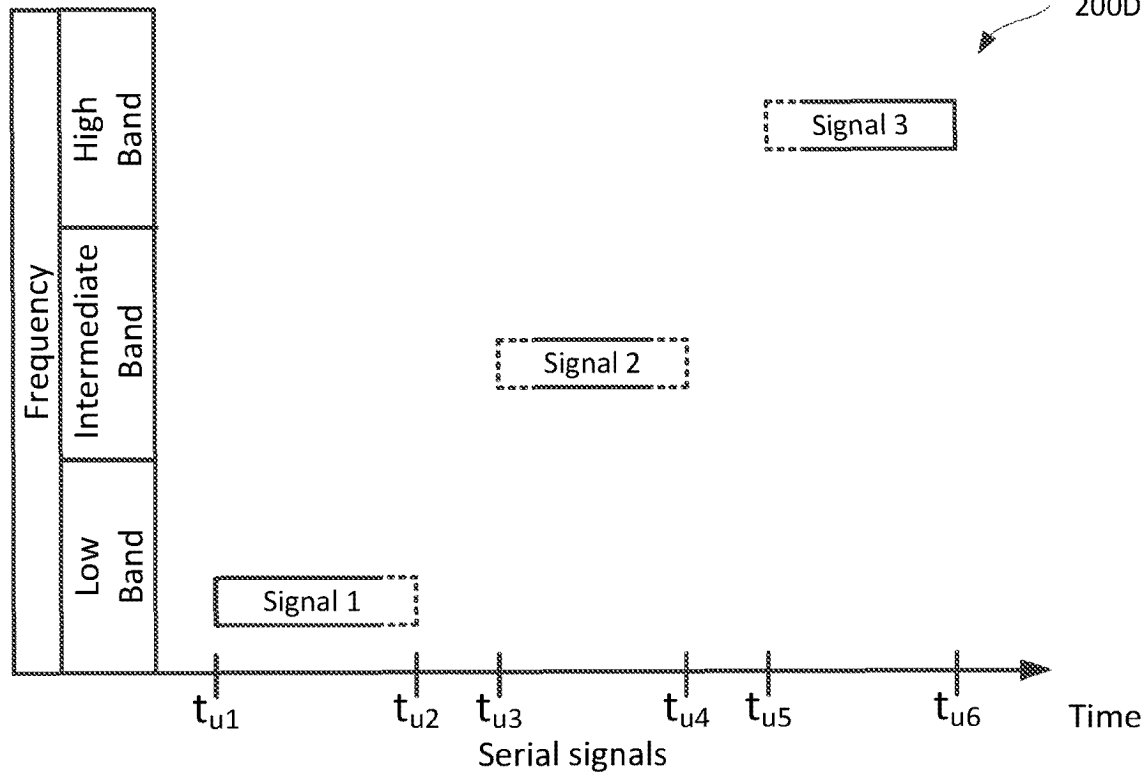 200D
Frequency
High
Band
Intermediate
Band
Low
Band
Signal 3
Signal 2
Signal 1
tu1 tu2 tu3 tu4 tu5 tu6 Time
Serial signals